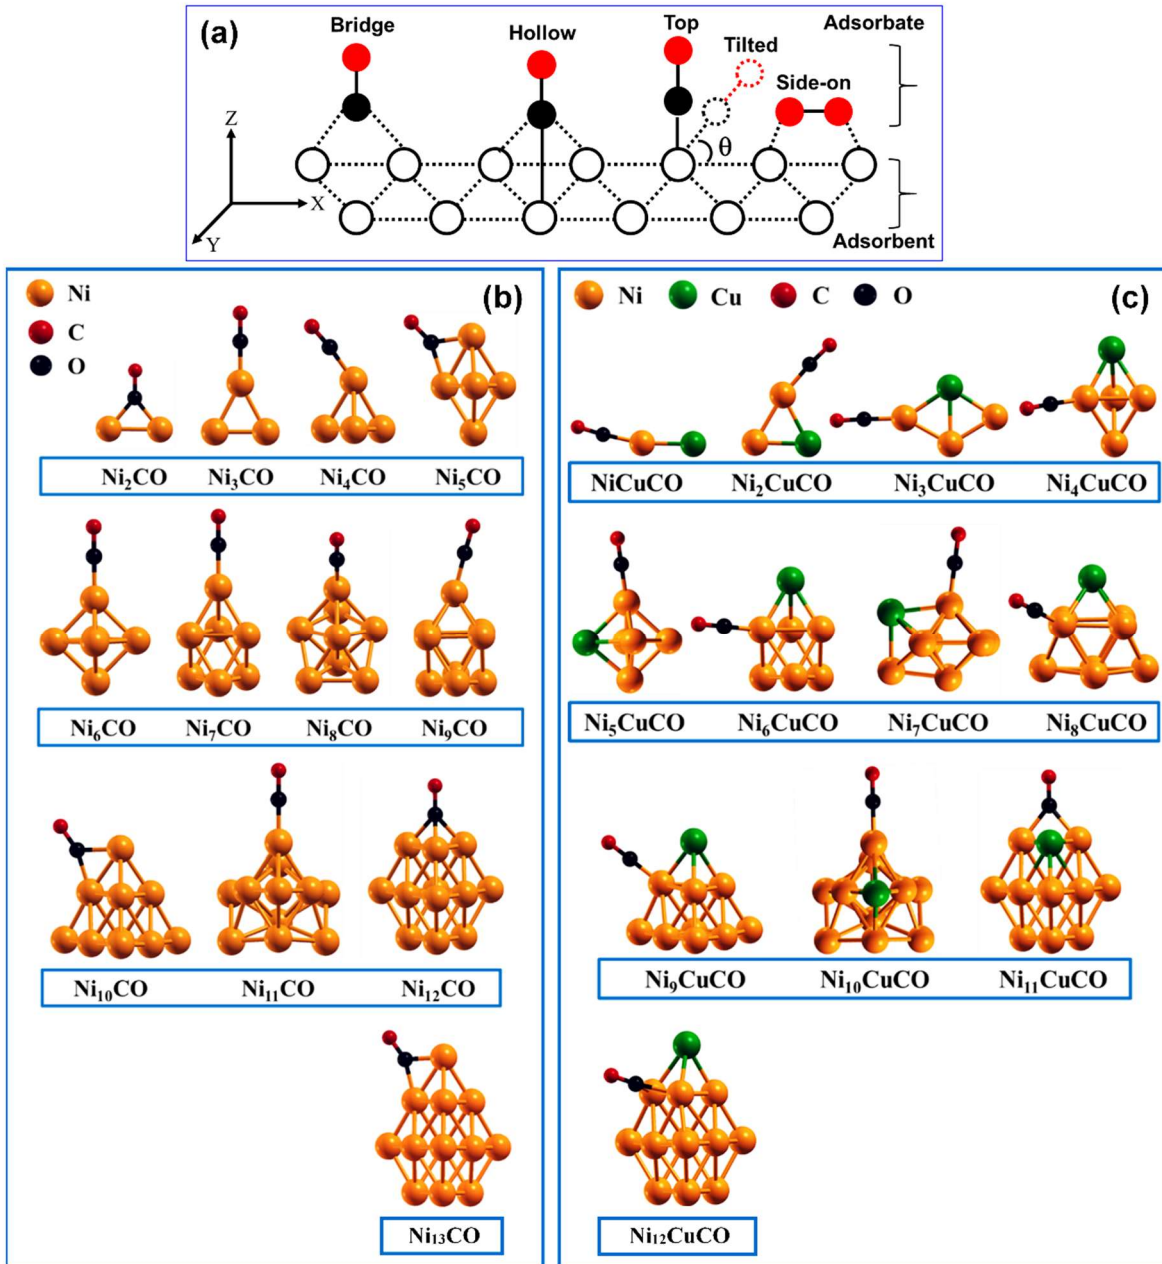 (a)
Bridge
Hollow
Top
Tilted
Side-on
Adsorbate
Z
X
Y
θ
Adsorbent
(b)
Ni
C
O
Ni₂CO Ni₃CO Ni₄CO Ni₅CO
Ni₆CO Ni₇CO Ni₈CO Ni₉CO
Ni₁₀CO Ni₁₁CO Ni₁₂CO
Ni₁₃CO
(c)
Ni Cu C O
NiCuCO Ni₂CuCO Ni₃CuCO Ni₄CuCO
Ni₅CuCO Ni₆CuCO Ni₇CuCO Ni₈CuCO
Ni₉CuCO Ni₁₀CuCO Ni₁₁CuCO
Ni₁₂CuCO